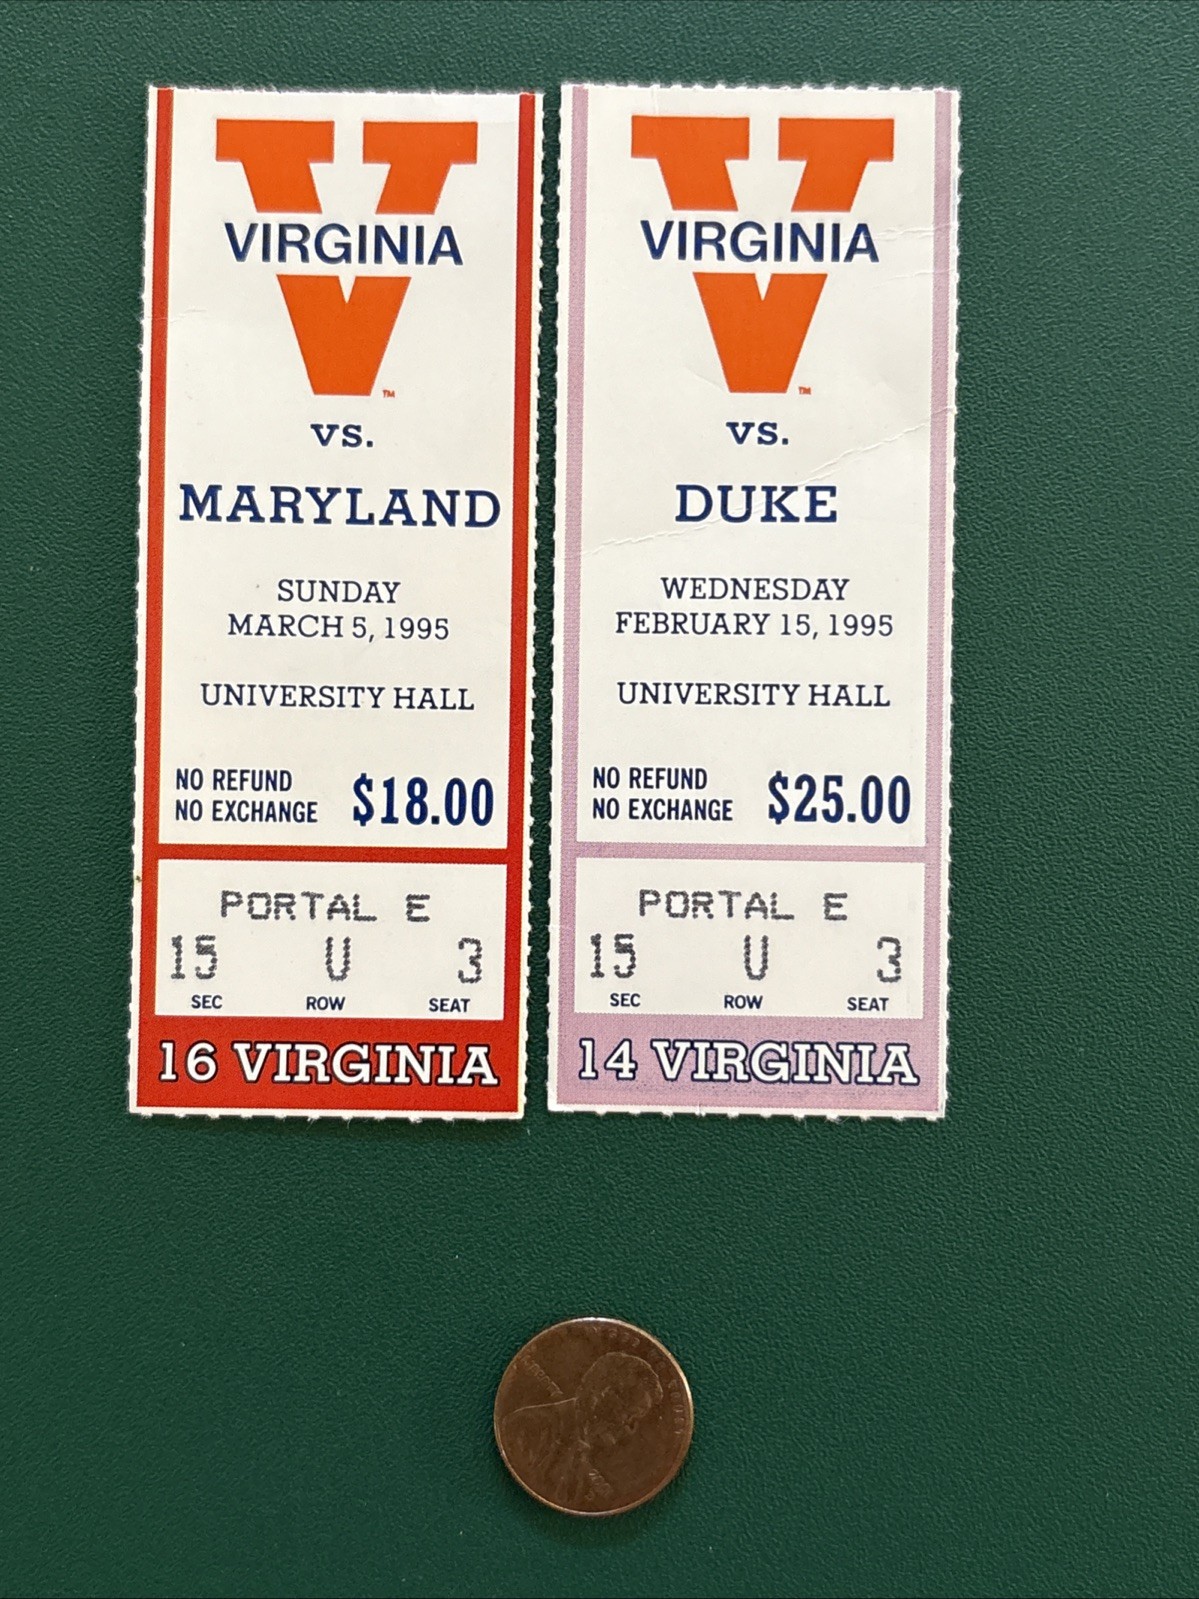 VIRGINIA
TM
vs.
MARYLAND
SUNDAY
MARCH 5, 1995
UNIVERSITY HALL
NO REFUND
NO EXCHANGE
$18.00
PORTAL E
15 U 3
SEC ROW SEAT
16 VIRGINIA
VIRGINIA
TM
vs.
DUKE
WEDNESDAY
FEBRUARY 15, 1995
UNIVERSITY HALL
NO REFUND
NO EXCHANGE
$25.00
PORTAL E
15 U 3
SEC ROW SEAT
14 VIRGINIA